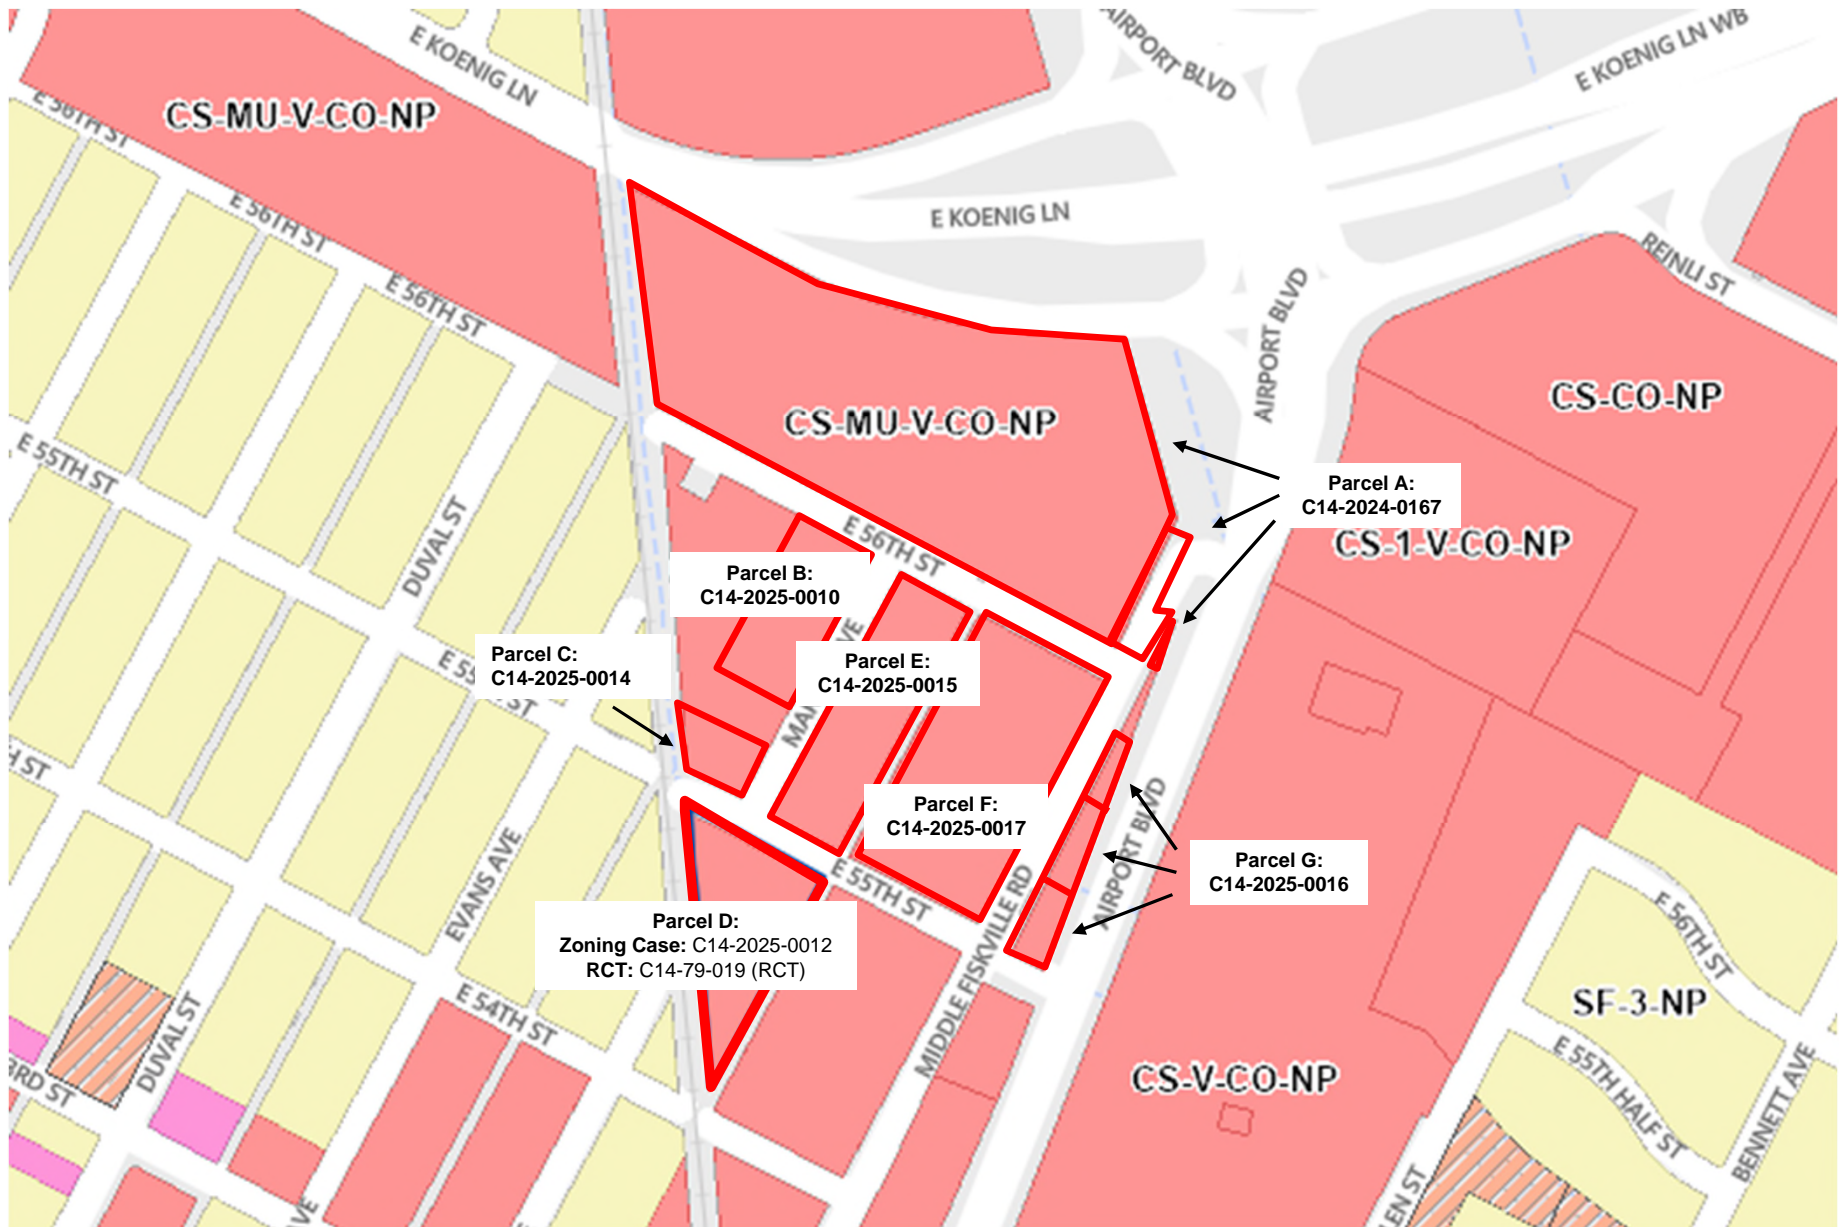 AIRPORT BLVD
E KOENIG LN WB
E KOENIG LN
E 56TH ST
CS-MU-V-CO-NP
E 56TH ST
E KOENIG LN
REINLI ST
E 56TH ST
AIRPORT BLVD
CS-CO-NP
CS-MU-V-CO-NP
E 55TH ST
Parcel A:
C14-2024-0167
CS-1-V-CO-NP
DUVAL ST
E 56TH ST
Parcel B:
C14-2025-0010
Parcel C:
C14-2025-0014
Parcel E:
C14-2025-0015
Parcel F:
C14-2025-0017
AIRPORT BLVD
Parcel G:
C14-2025-0016
EVANS AVE
E 55TH ST
MIDDLE FISKVILLE RD
Parcel D:
Zoning Case: C14-2025-0012
RCT: C14-79-019 (RCT)
E 56TH ST
SF-3-NP
E 54TH ST
DUVAL ST
CS-V-CO-NP
E 55TH HALF ST
BENNETT AVE
3RD ST